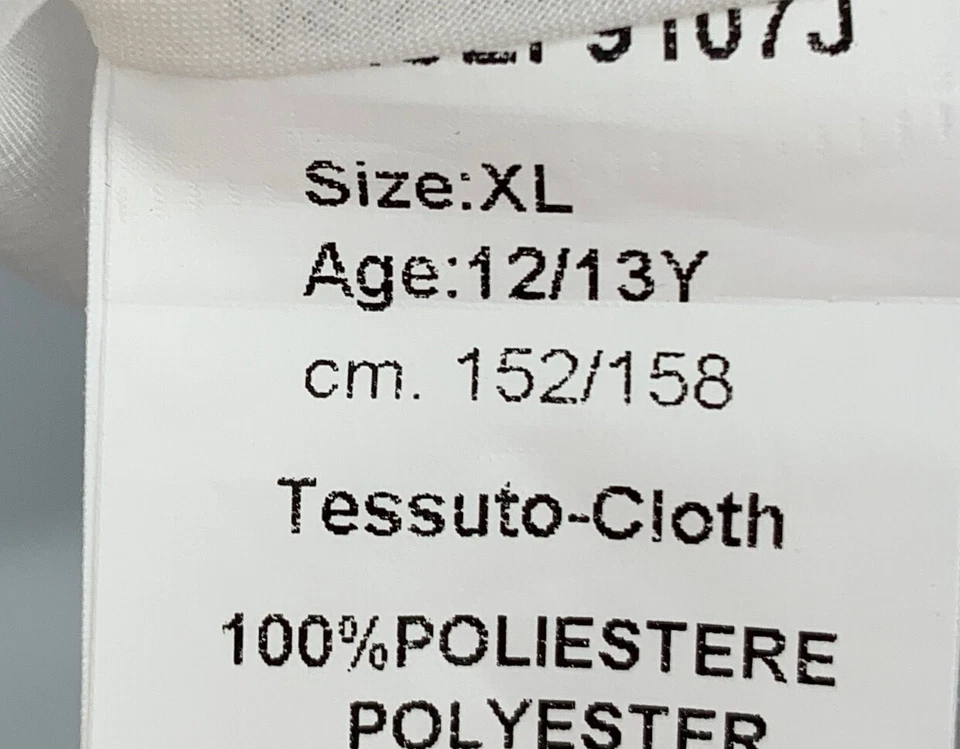 Size:XL
Age:12/13Y
cm. 152/158
Tessuto-Cloth
100%POLIESTERE
POLYESTER